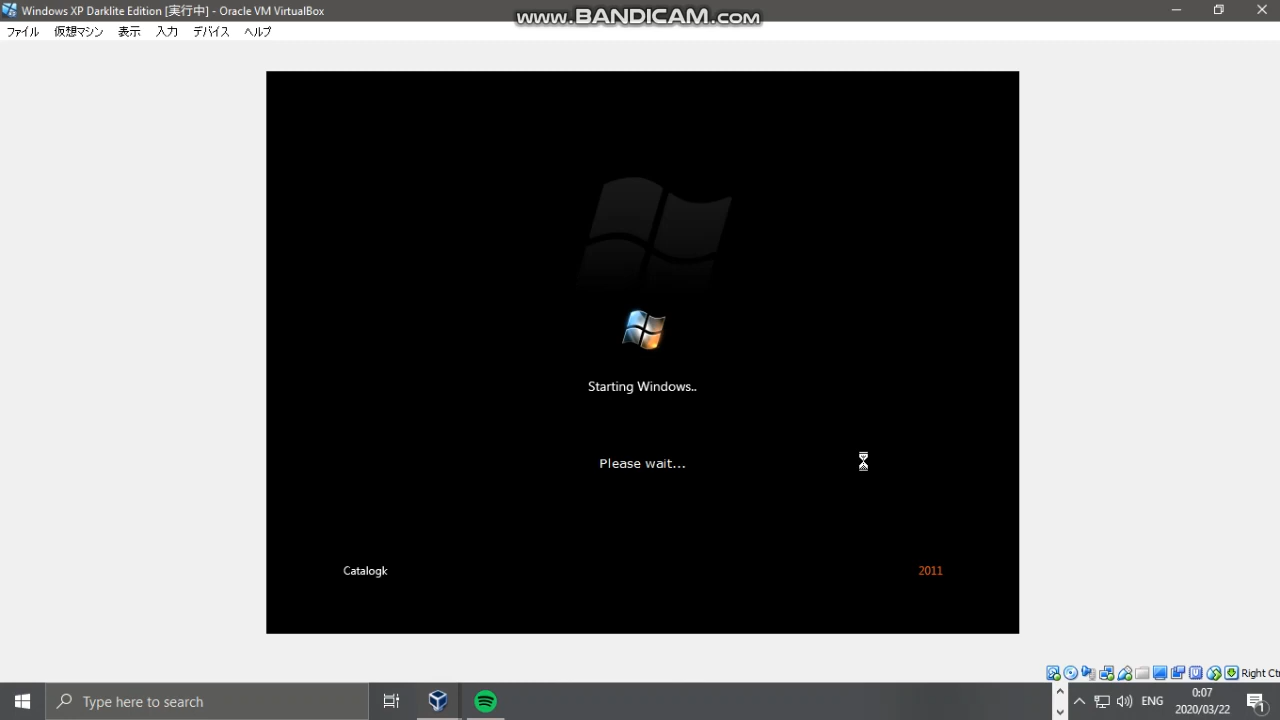 Windows XP Darklite Edition [実行中] - Oracle VM VirtualBox
www.BANDICAM.com
ファイル 仮想マシン 表示 入力 デバイス ヘルプ
Starting Windows..
Please wait...
Catalogk 2011
Right Ct
Type here to search
ENG
0:07
2020/03/22
1